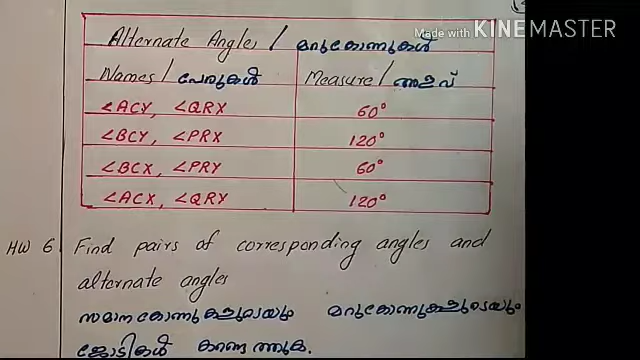 Made with KINEMASTER
Alternate Angles / മറുകോണുകൾ
Names / പേരുകൾ Measure / അളവ്
∠ACY, ∠QRX 60°
∠BCY, ∠PRX 120°
∠BCX, ∠PRY 60°
∠ACX, ∠QRY 120°
HW 6. Find pairs of corresponding angles and
alternate angles
സമാനകോണുകളുടെയും മറുകോണുകളുടെയും
ജോടികൾ കണ്ടെത്തുക.